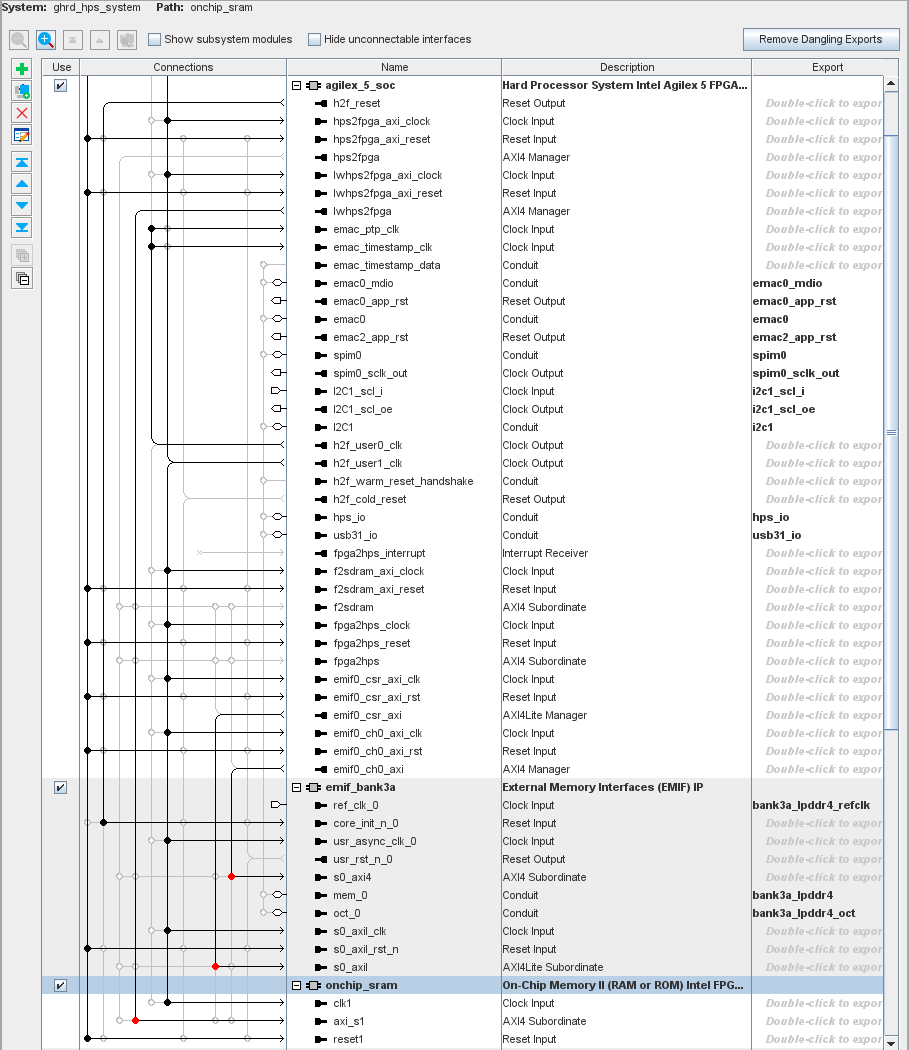 System: ghrd_hps_system Path: onchip_sram
Show subsystem modules Hide unconnectable interfaces Remove Dangling Exports
Use Connections Name Description Export
agilex_5_soc Hard Processor System Intel Agilex 5 FPGA...
h2f_reset Reset Output Double-click to expor
hps2fpga_axi_clock Clock Input Double-click to expor
hps2fpga_axi_reset Reset Input Double-click to expor
hps2fpga AXI4 Manager Double-click to expor
lwhps2fpga_axi_clock Clock Input Double-click to expor
lwhps2fpga_axi_reset Reset Input Double-click to expor
lwhps2fpga AXI4 Manager Double-click to expor
emac_ptp_clk Clock Input Double-click to expor
emac_timestamp_clk Clock Input Double-click to expor
emac_timestamp_data Conduit Double-click to expor
emac0_mdio Conduit emac0_mdio
emac0_app_rst Reset Output emac0_app_rst
emac0 Conduit emac0
emac2_app_rst Reset Output emac2_app_rst
spim0 Conduit spim0
spim0_sclk_out Clock Output spim0_sclk_out
I2C1_scl_i Clock Input i2c1_scl_i
I2C1_scl_oe Clock Output i2c1_scl_oe
I2C1 Conduit i2c1
h2f_user0_clk Clock Output Double-click to expor
h2f_user1_clk Clock Output Double-click to expor
h2f_warm_reset_handshake Conduit Double-click to expor
h2f_cold_reset Reset Output Double-click to expor
hps_io Conduit hps_io
usb31_io Conduit usb31_io
fpga2hps_interrupt Interrupt Receiver Double-click to expor
f2sdram_axi_clock Clock Input Double-click to expor
f2sdram_axi_reset Reset Input Double-click to expor
f2sdram AXI4 Subordinate Double-click to expor
fpga2hps_clock Clock Input Double-click to expor
fpga2hps_reset Reset Input Double-click to expor
fpga2hps AXI4 Subordinate Double-click to expor
emif0_csr_axi_clk Clock Input Double-click to expor
emif0_csr_axi_rst Reset Input Double-click to expor
emif0_csr_axi AXI4Lite Manager Double-click to expor
emif0_ch0_axi_clk Clock Input Double-click to expor
emif0_ch0_axi_rst Reset Input Double-click to expor
emif0_ch0_axi AXI4 Manager Double-click to expor
emif_bank3a External Memory Interfaces (EMIF) IP
ref_clk_0 Clock Input bank3a_lpddr4_refclk
core_init_n_0 Reset Input Double-click to expor
usr_async_clk_0 Clock Input Double-click to expor
usr_rst_n_0 Reset Output Double-click to expor
s0_axi4 AXI4 Subordinate Double-click to expor
mem_0 Conduit bank3a_lpddr4
oct_0 Conduit bank3a_lpddr4_oct
s0_axil_clk Clock Input Double-click to expor
s0_axil_rst_n Reset Input Double-click to expor
s0_axil AXI4Lite Subordinate Double-click to expor
onchip_sram On-Chip Memory II (RAM or ROM) Intel FPG...
clk1 Clock Input Double-click to expor
axi_s1 AXI4 Subordinate Double-click to expor
reset1 Reset Input Double-click to expor